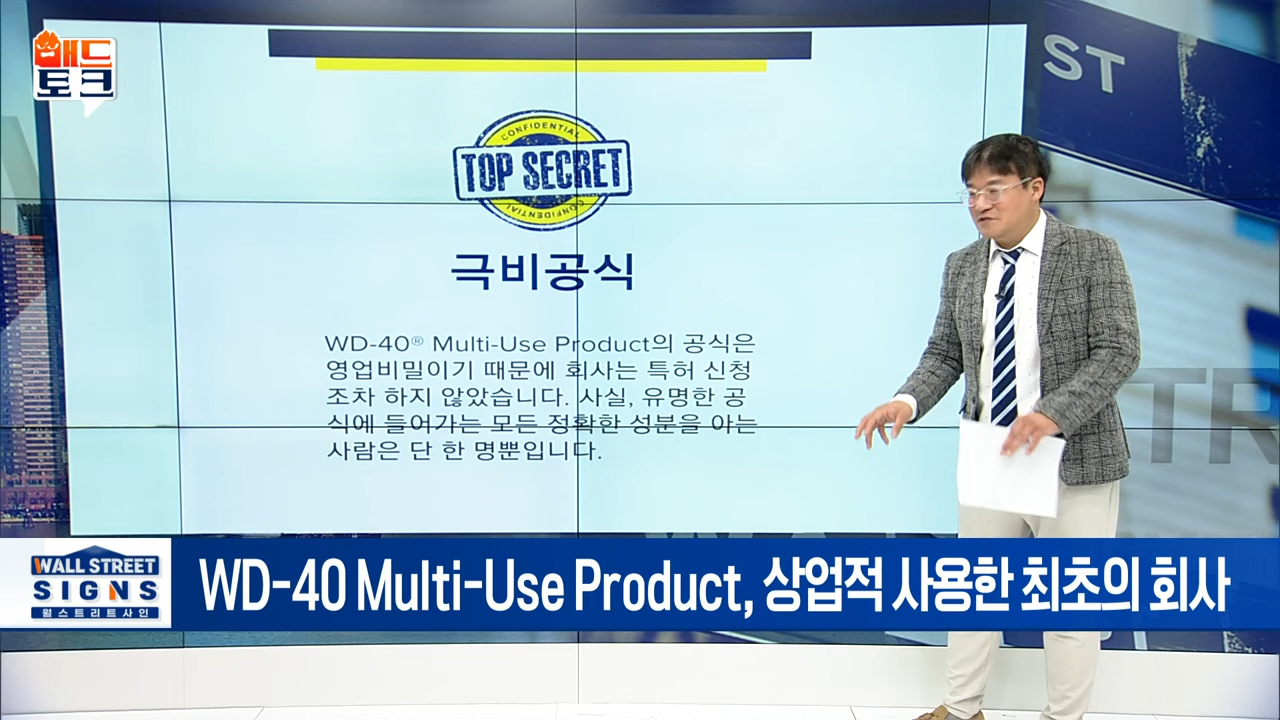 매드
토크
ST
CONFIDENTIAL
TOP SECRET
CONFIDENTIAL
극비공식
WD-40® Multi-Use Product의 공식은
영업비밀이기 때문에 회사는 특허 신청
조차 하지 않았습니다. 사실, 유명한 공
식에 들어가는 모든 정확한 성분을 아는
사람은 단 한 명뿐입니다.
TR
WALL STREET
SIGNS
월스트리트사인
WD-40 Multi-Use Product, 상업적 사용한 최초의 회사